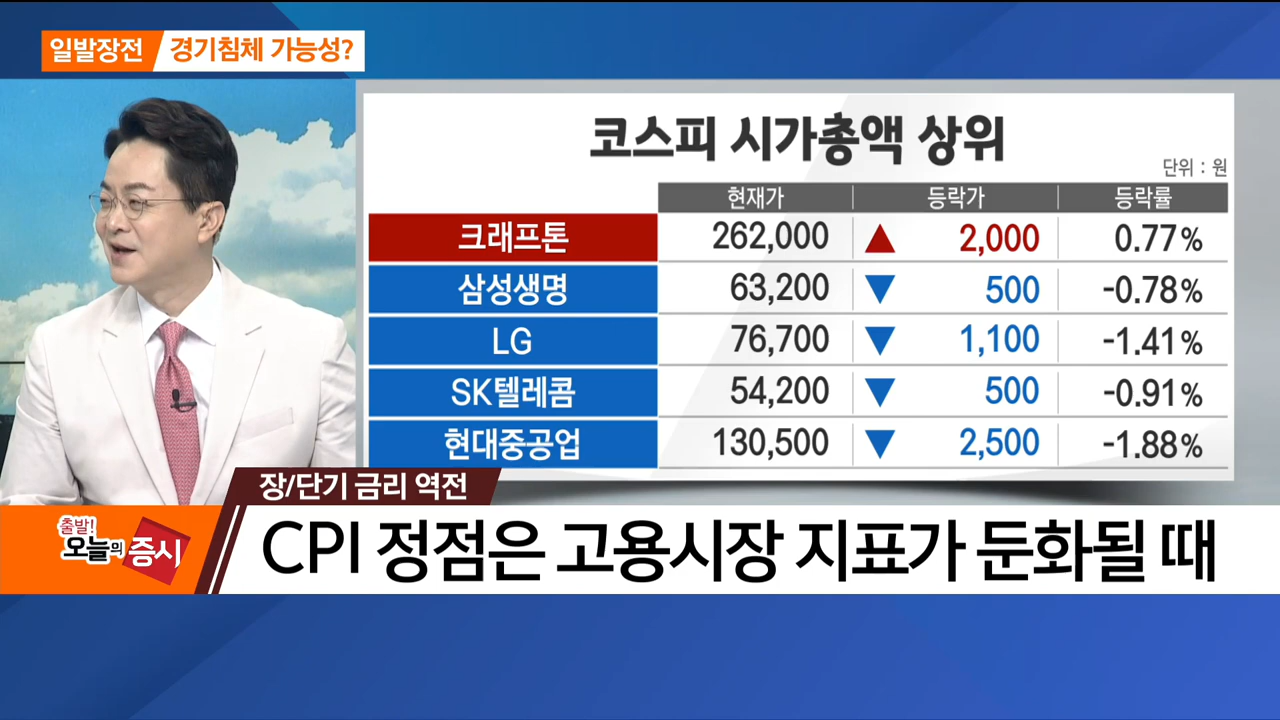 일발장전 경기침체 가능성?
코스피 시가총액 상위
단위 : 원
현재가 등락가 등락률
크래프톤 262,000 ▲ 2,000 0.77%
삼성생명 63,200 ▼ 500 -0.78%
LG 76,700 ▼ 1,100 -1.41%
SK텔레콤 54,200 ▼ 500 -0.91%
현대중공업 130,500 ▼ 2,500 -1.88%
장/단기 금리 역전
출발!
오늘의 증시
CPI 정점은 고용시장 지표가 둔화될 때